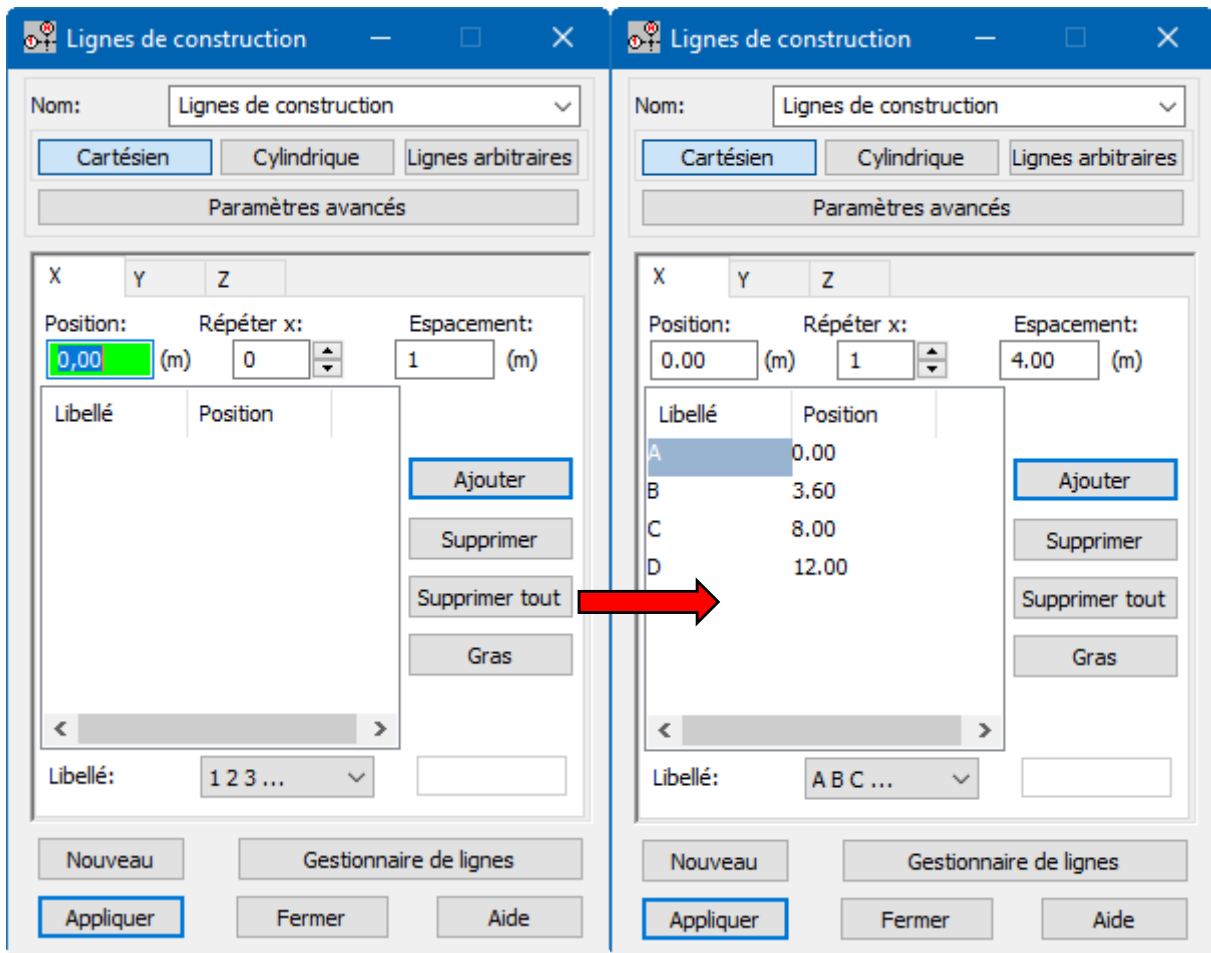 Lignes de construction
Nom: Lignes de construction
Cartésien Cylindrique Lignes arbitraires
Paramètres avancés
X Y Z
Position: Répéter x: Espacement:
0,00 (m) 0 1 (m)
Libellé Position
Ajouter
Supprimer
Supprimer tout
Gras
Libellé: 1 2 3 ...
Nouveau Gestionnaire de lignes
Appliquer Fermer Aide
Lignes de construction
Nom: Lignes de construction
Cartésien Cylindrique Lignes arbitraires
Paramètres avancés
X Y Z
Position: Répéter x: Espacement:
0.00 (m) 1 4.00 (m)
Libellé Position
A 0.00
B 3.60
C 8.00
D 12.00
Ajouter
Supprimer
Supprimer tout
Gras
Libellé: A B C ...
Nouveau Gestionnaire de lignes
Appliquer Fermer Aide